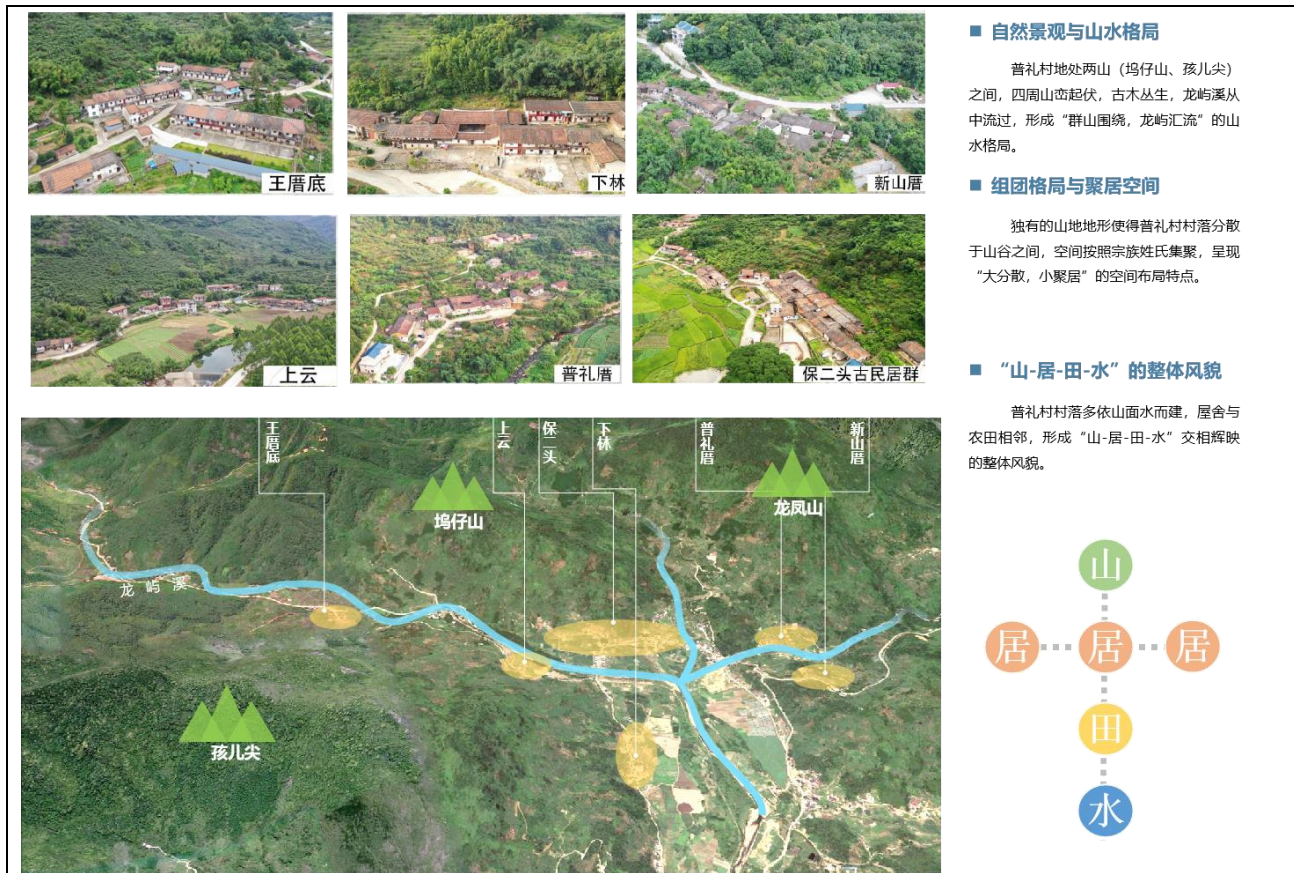 王厝底
下林
新山厝
上云
普礼厝
保二头古民居群
■ 自然景观与山水格局
普礼村地处两山（坞仔山、孩儿尖）
之间，四周山峦起伏，古木丛生，龙屿溪从
中流过，形成“群山围绕，龙屿汇流”的山
水格局。
■ 组团格局与聚居空间
独有的山地地形使得普礼村村落分散
于山谷之间，空间按照宗族姓氏集聚，呈现
“大分散，小聚居”的空间布局特点。
■ “山-居-田-水”的整体风貌
普礼村村落多依山面水而建，屋舍与
农田相邻，形成“山-居-田-水”交相辉映
的整体风貌。
王厝底
上云
保二头
下林
普礼厝
新山厝
坞仔山
龙凤山
龙屿溪
孩儿尖
山
居 居 居
田
水